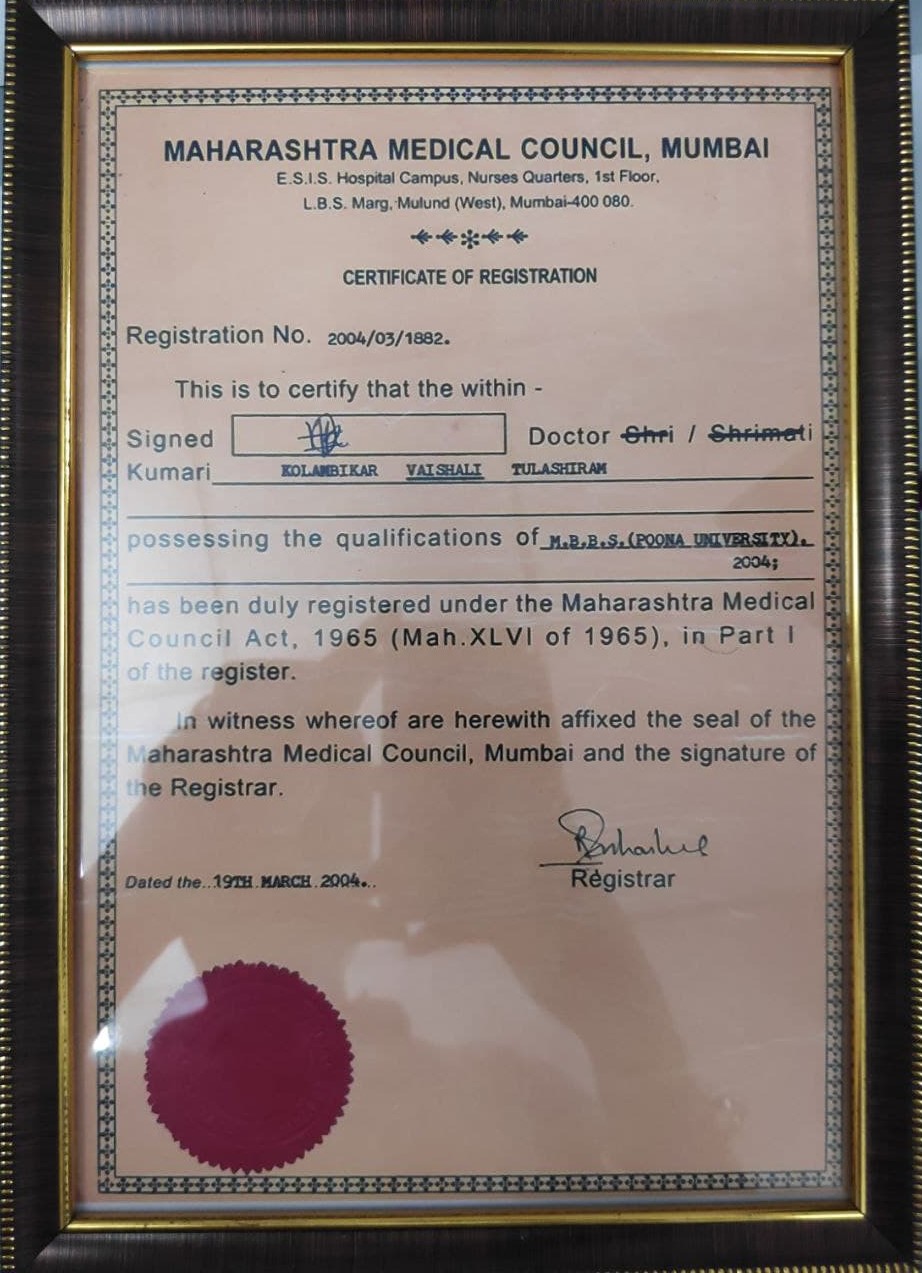 MAHARASHTRA MEDICAL COUNCIL, MUMBAI
E.S.I.S. Hospital Campus, Nurses Quarters, 1st Floor,
L.B.S. Marg, Mulund (West), Mumbai-400 080.
CERTIFICATE OF REGISTRATION
Registration No. 2004/03/1882.
This is to certify that the within -
Signed Doctor Shri / Shrimati
Kumari KOLAMBIKAR VAISHALI TULASHIRAM
possessing the qualifications of M.B.B.S.(POONA UNIVERSITY).
2004;
has been duly registered under the Maharashtra Medical
Council Act, 1965 (Mah.XLVI of 1965), in Part I
of the register.
In witness whereof are herewith affixed the seal of the
Maharashtra Medical Council, Mumbai and the signature of
the Registrar.
Dated the..19TH.MARCH.2004..
Registrar